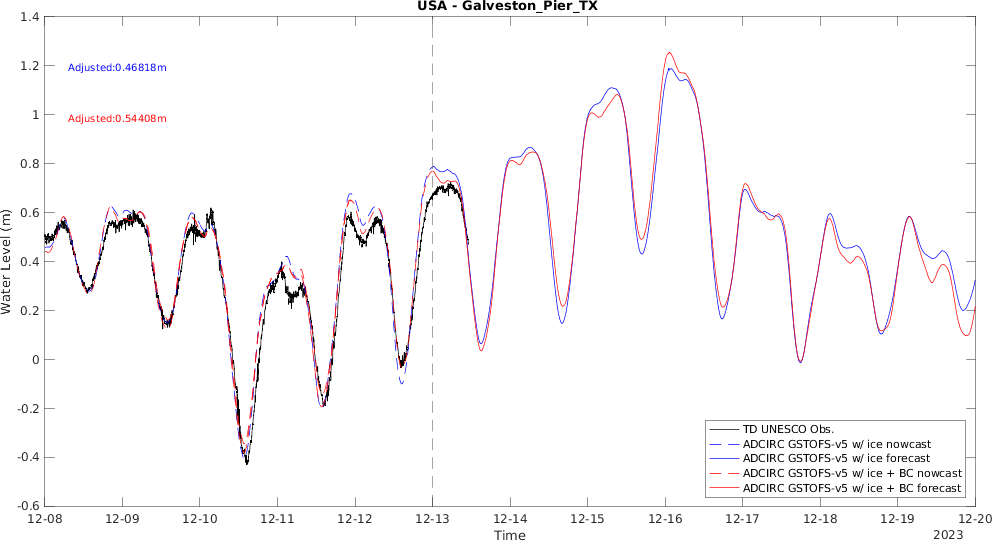 USA - Galveston_Pier_TX
1.4
1.2
1
0.8
0.6
0.4
0.2
0
-0.2
-0.4
-0.6
Water Level (m)
Adjusted:0.46818m
Adjusted:0.54408m
TD UNESCO Obs.
ADCIRC GSTOFS-v5 w/ ice nowcast
ADCIRC GSTOFS-v5 w/ ice forecast
ADCIRC GSTOFS-v5 w/ ice + BC nowcast
ADCIRC GSTOFS-v5 w/ ice + BC forecast
12-08 12-09 12-10 12-11 12-12 12-13 12-14 12-15 12-16 12-17 12-18 12-19 12-20
Time
2023